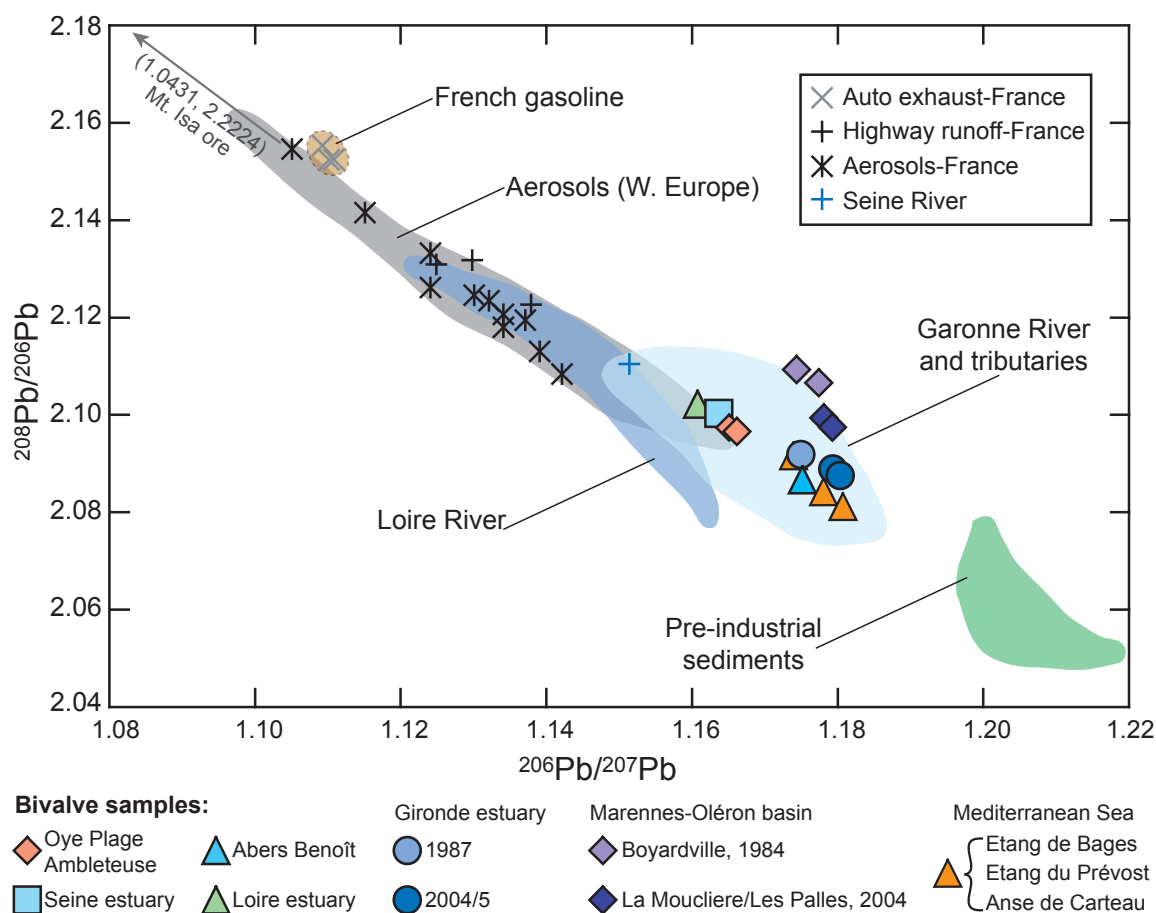 2.18
2.16
2.14
2.12
2.10
2.08
2.06
2.04
208Pb/206Pb
1.08
1.10
1.12
1.14
1.16
1.18
1.20
1.22
206Pb/207Pb
(1.0431, 2.2224)
Mt. Isa ore
French gasoline
Aerosols (W. Europe)
Auto exhaust-France
Highway runoff-France
Aerosols-France
Seine River
Garonne River
and tributaries
Loire River
Pre-industrial
sediments
Bivalve samples:
Oye Plage
Ambleteuse
Seine estuary
Abers Benoît
Loire estuary
Gironde estuary
1987
2004/5
Marennes-Oléron basin
Boyardville, 1984
La Moucliere/Les Palles, 2004
Mediterranean Sea
Etang de Bages
Etang du Prévost
Anse de Carteau